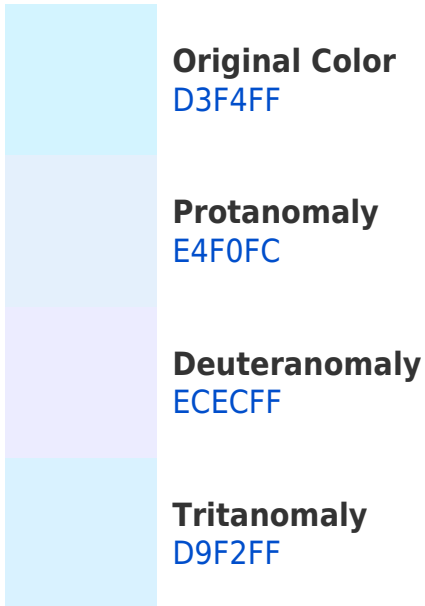 Original Color
D3F4FF
Protanomaly
E4F0FC
Deuteranomaly
ECECFF
Tritanomaly
D9F2FF